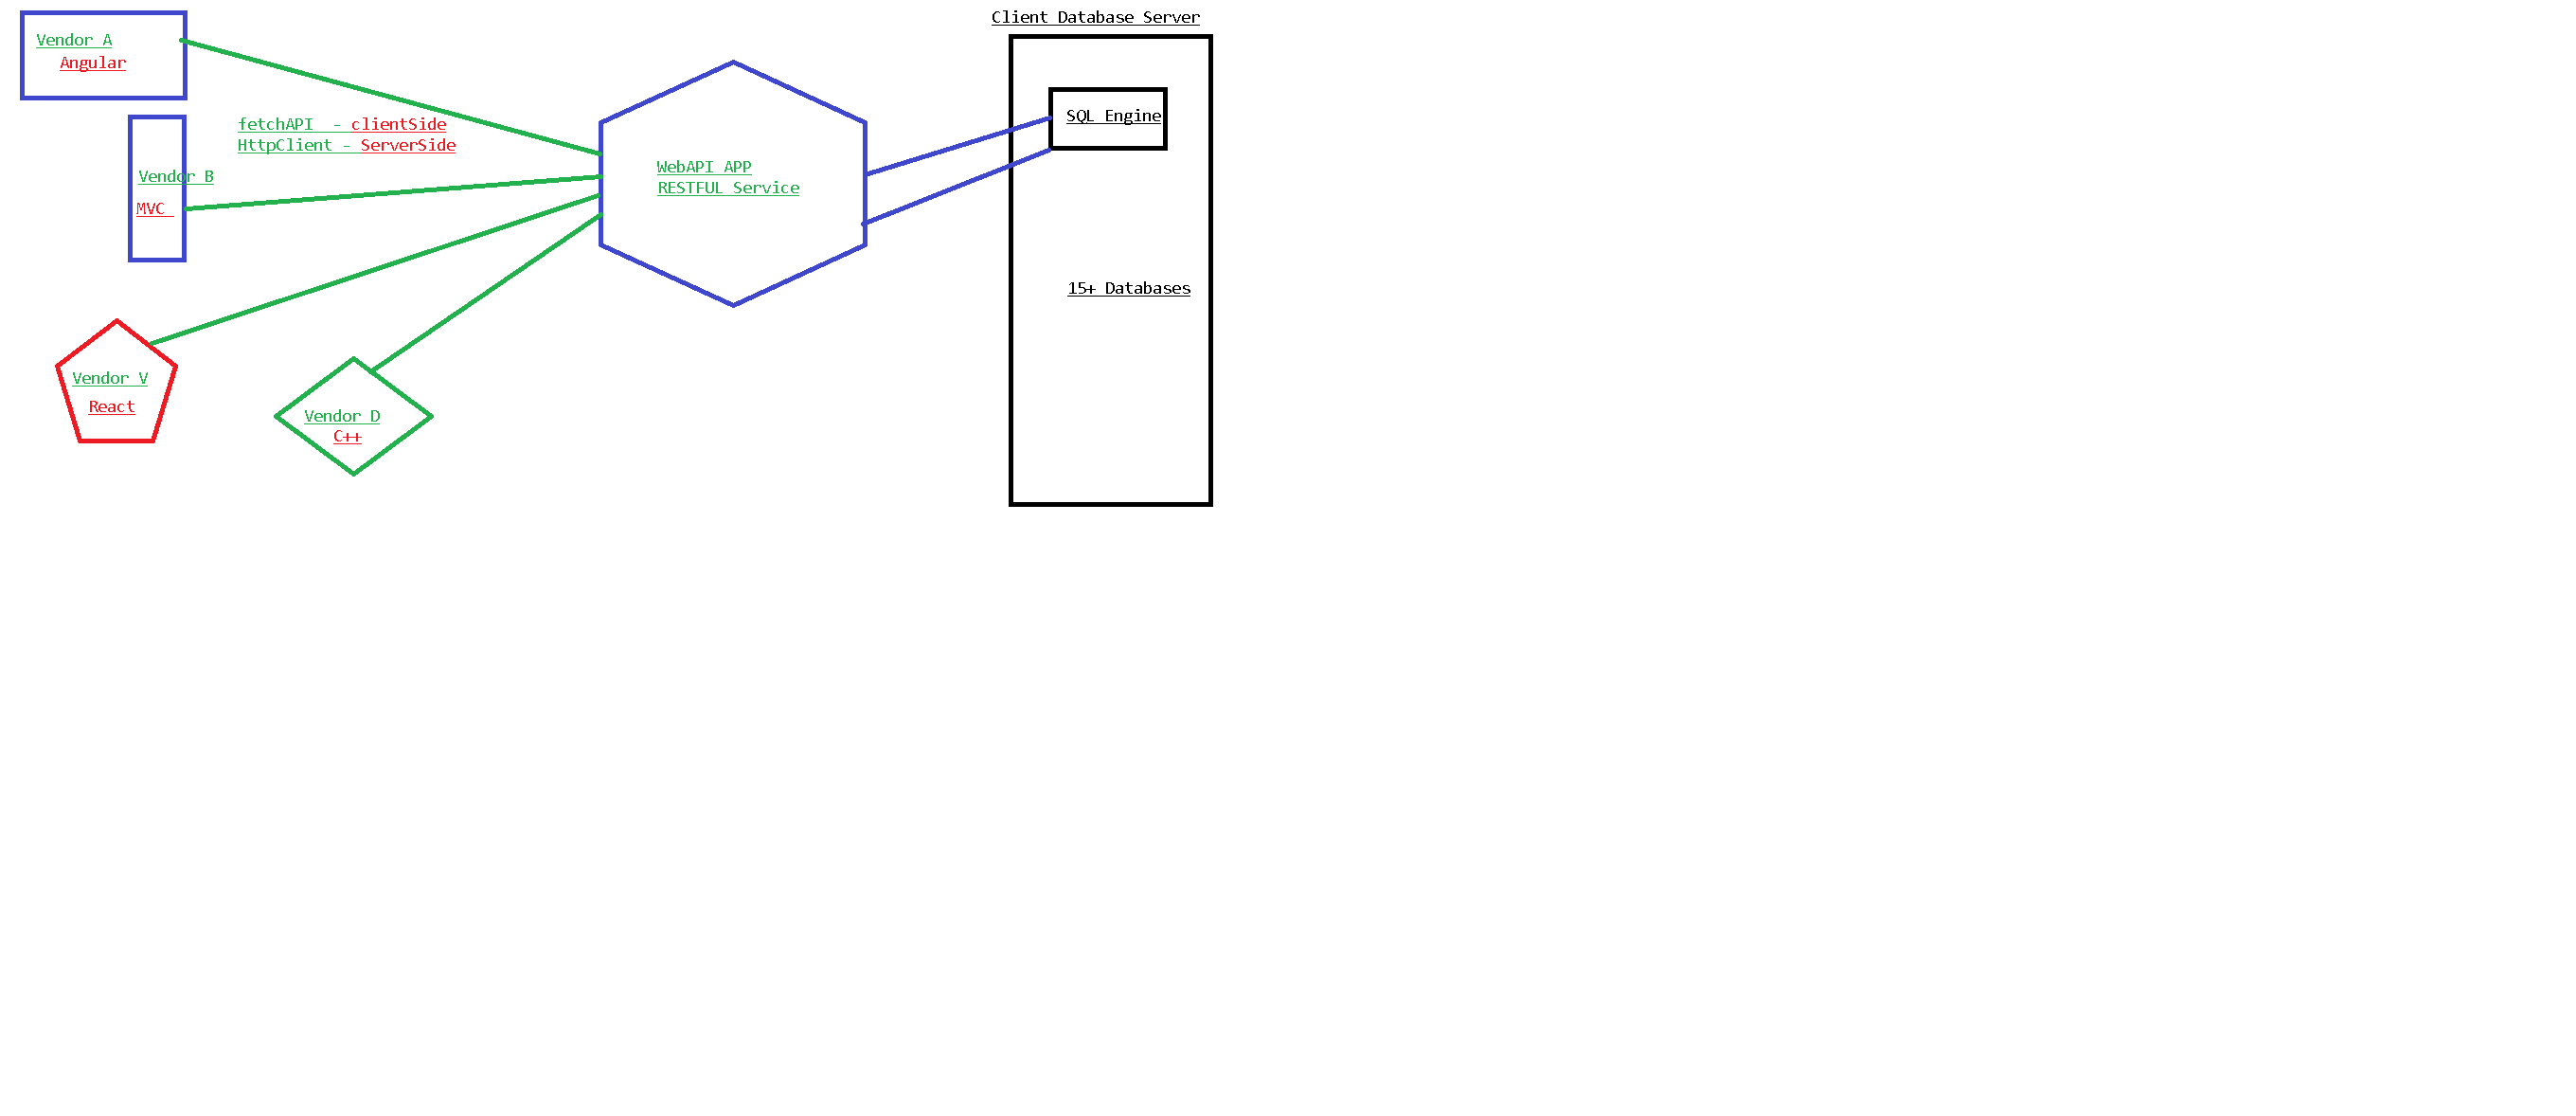 Client Database Server
Vendor A
Angular
SQL Engine
fetchAPI  - clientSide
HttpClient - ServerSide
WebAPI APP
RESTFUL Service
Vendor B
MVC
15+ Databases
Vendor V
React
Vendor D
C++